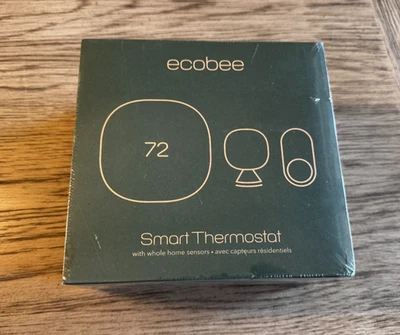 ecobee
72
Smart Thermostat
with whole home sensors • avec capteurs résidentiels